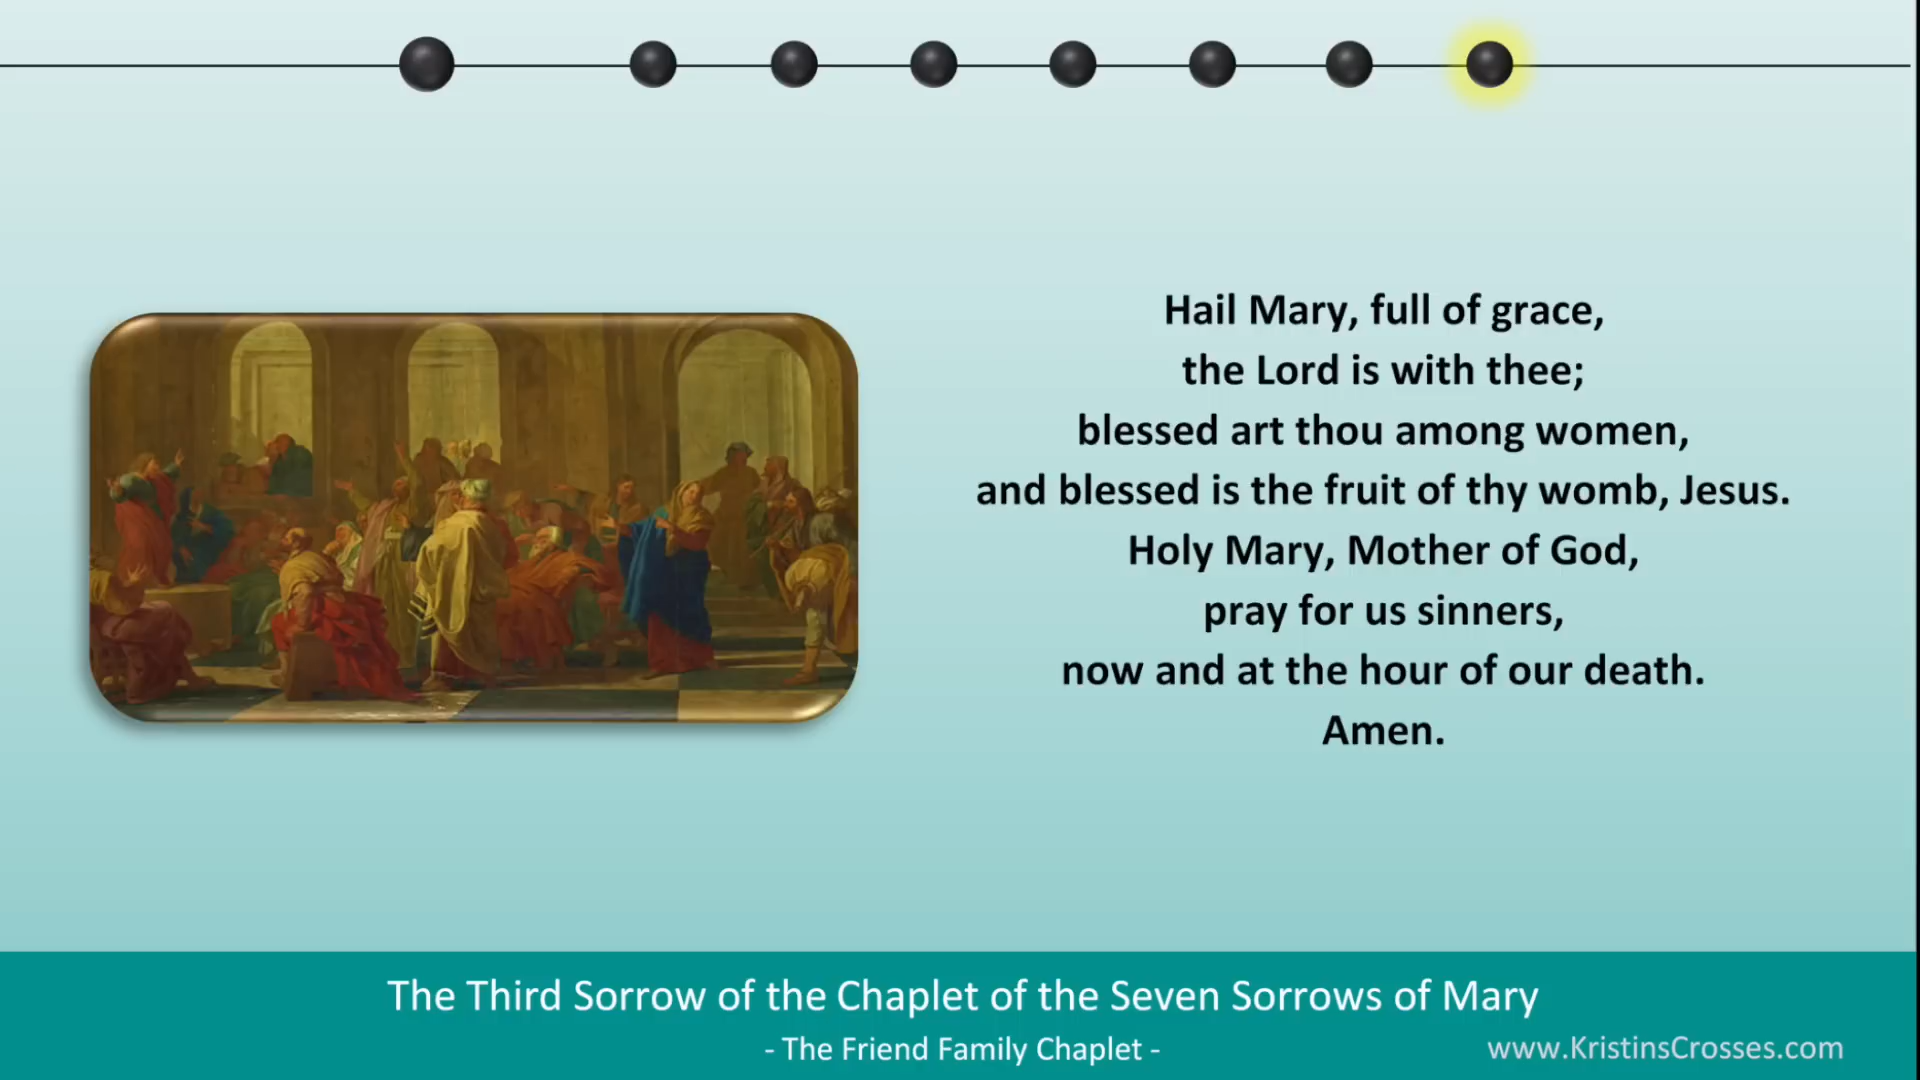 Hail Mary, full of grace,
the Lord is with thee;
blessed art thou among women,
and blessed is the fruit of thy womb, Jesus.
Holy Mary, Mother of God,
pray for us sinners,
now and at the hour of our death.
Amen.
The Third Sorrow of the Chaplet of the Seven Sorrows of Mary
- The Friend Family Chaplet -
www.KristinsCrosses.com